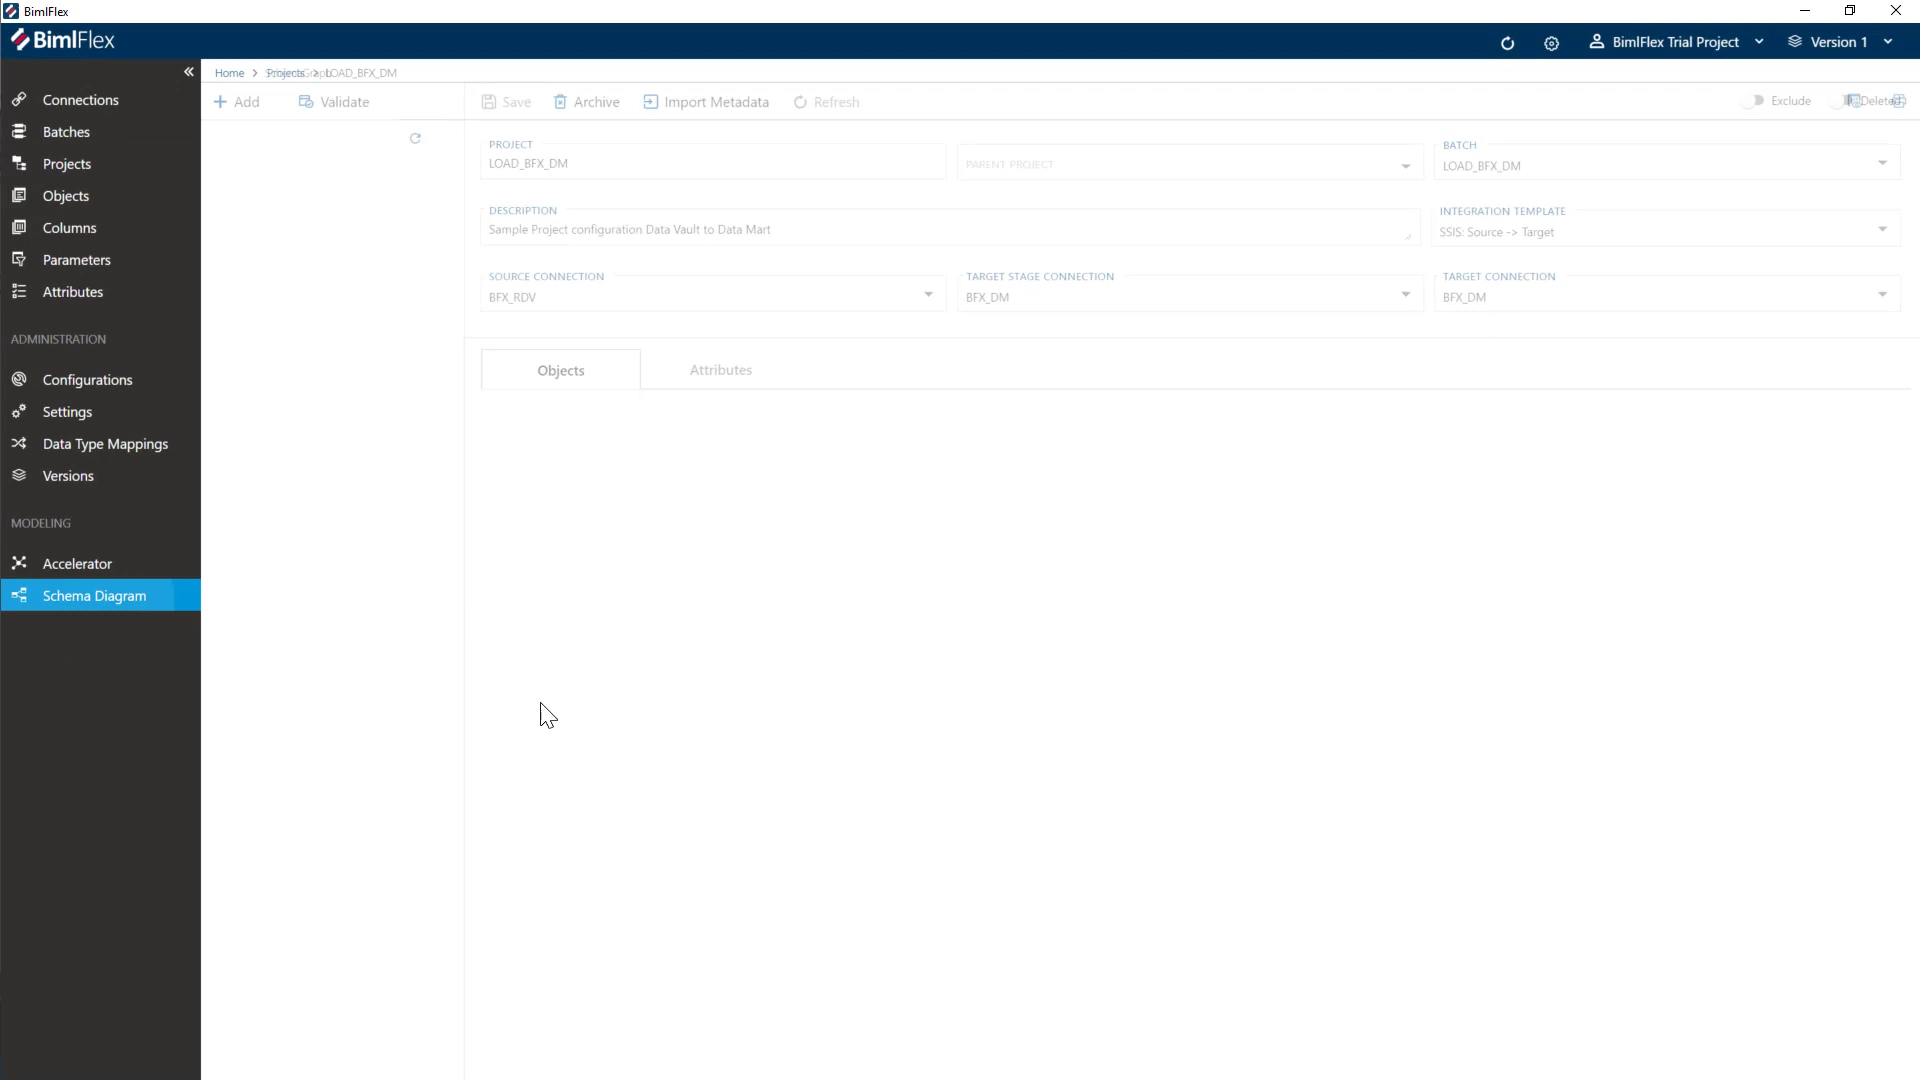 BimlFlex
BimlFlex
BimlFlex Trial Project
Version 1
Home > Projects > LOAD_BFX_DM
Connections
Batches
Projects
Objects
Columns
Parameters
Attributes
ADMINISTRATION
Configurations
Settings
Data Type Mappings
Versions
MODELING
Accelerator
Schema Diagram
Add
Validate
Save
Archive
Import Metadata
Refresh
Exclude
Deleted
PROJECT
LOAD_BFX_DM
PARENT PROJECT
BATCH
LOAD_BFX_DM
DESCRIPTION
Sample Project configuration Data Vault to Data Mart
INTEGRATION TEMPLATE
SSIS: Source -> Target
SOURCE CONNECTION
BFX_RDV
TARGET STAGE CONNECTION
BFX_DM
TARGET CONNECTION
BFX_DM
Objects
Attributes